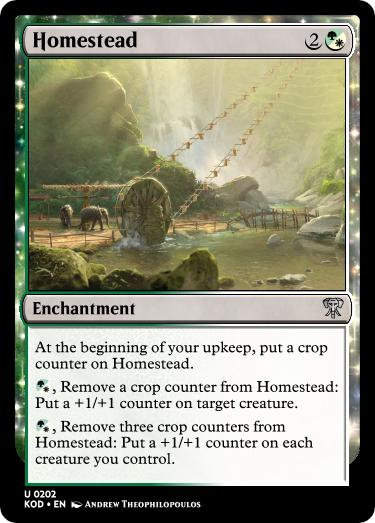 Homestead 2
Enchantment
At the beginning of your upkeep, put a crop
counter on Homestead.
, Remove a crop counter from Homestead:
Put a +1/+1 counter on target creature.
, Remove three crop counters from
Homestead: Put a +1/+1 counter on each
creature you control.
U 0202
KOD • EN Andrew Theophilopoulos